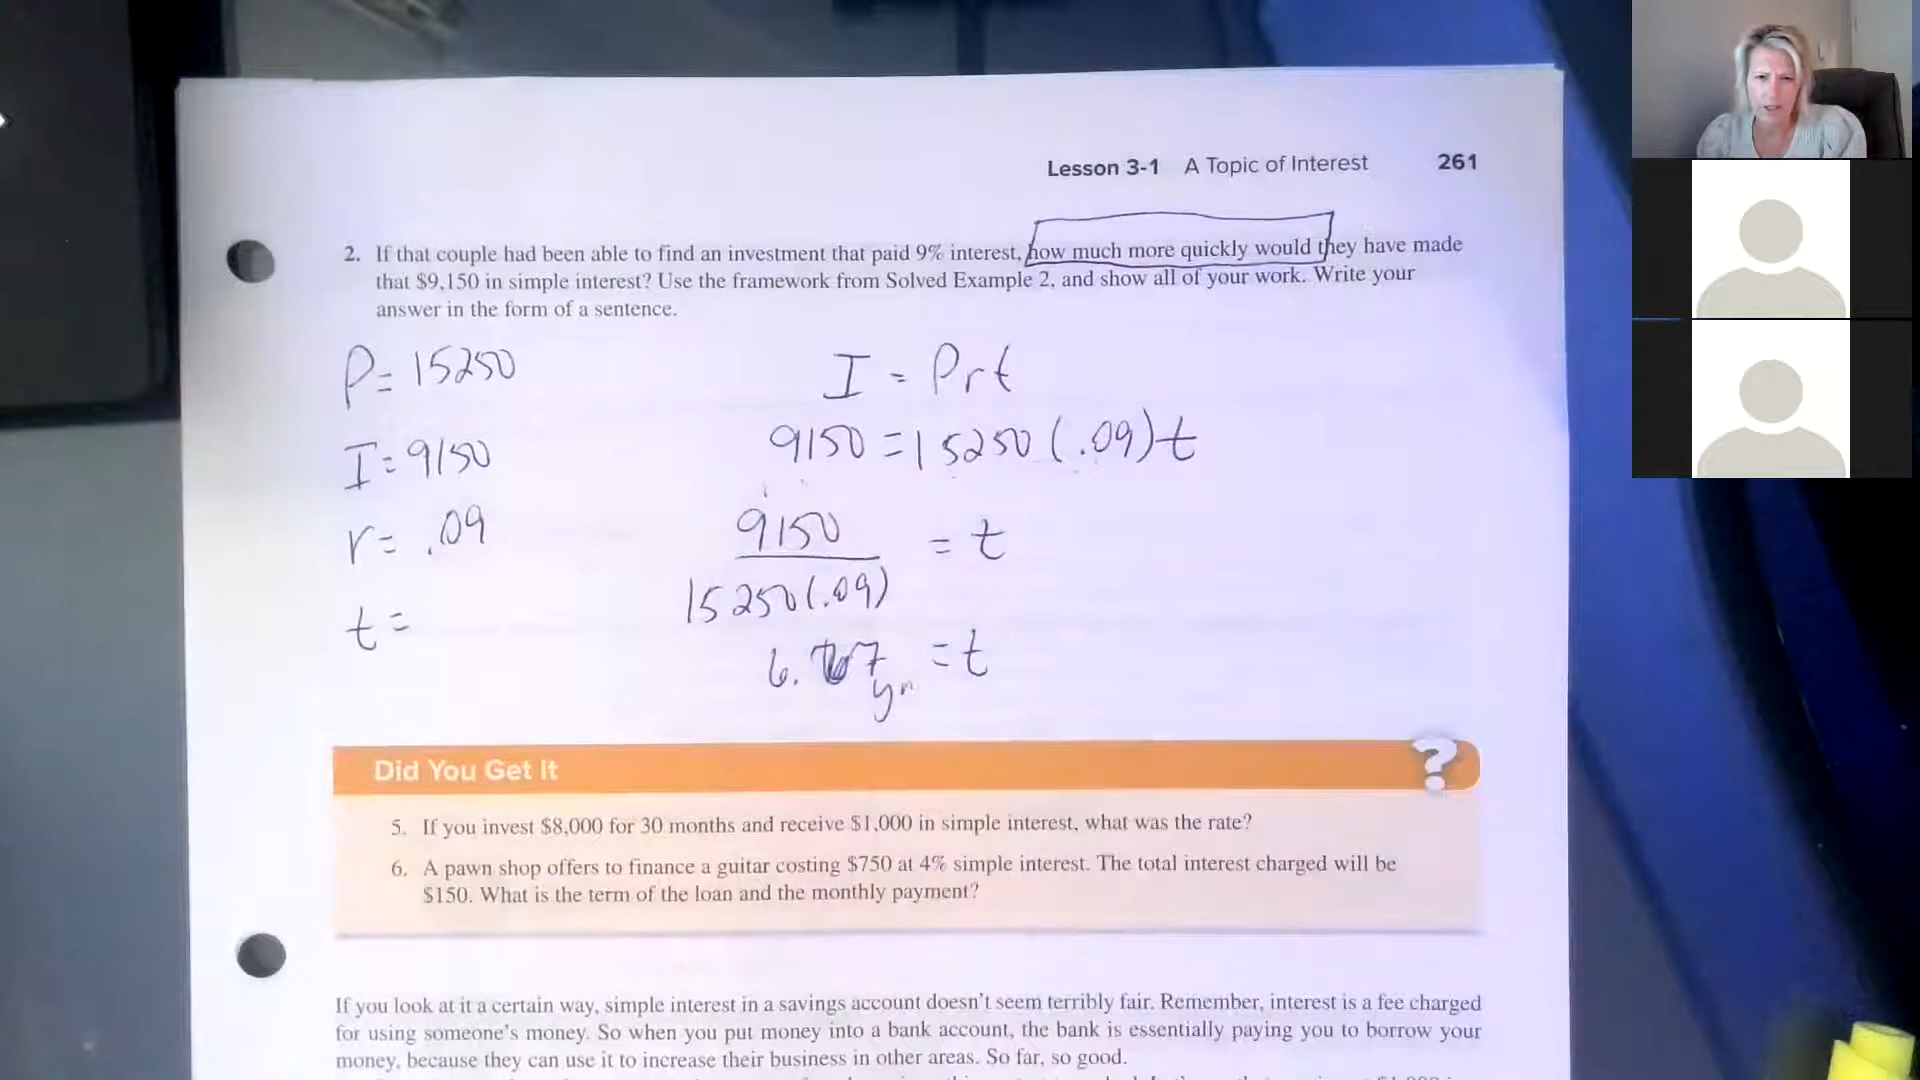 Lesson 3-1 A Topic of Interest 261
2. If that couple had been able to find an investment that paid 9% interest, how much more quickly would they have made
that $9,150 in simple interest? Use the framework from Solved Example 2, and show all of your work. Write your
answer in the form of a sentence.
P = 15250
I = 9150
r = .09
t =
I = Prt
9150 = 15250 (.09) t
9150
15250 (.09)
= t
6.67 yr = t
Did You Get It ?
5. If you invest $8,000 for 30 months and receive $1,000 in simple interest, what was the rate?
6. A pawn shop offers to finance a guitar costing $750 at 4% simple interest. The total interest charged will be
$150. What is the term of the loan and the monthly payment?
If you look at it a certain way, simple interest in a savings account doesn't seem terribly fair. Remember, interest is a fee charged
for using someone's money. So when you put money into a bank account, the bank is essentially paying you to borrow your
money, because they can use it to increase their business in other areas. So far, so good.